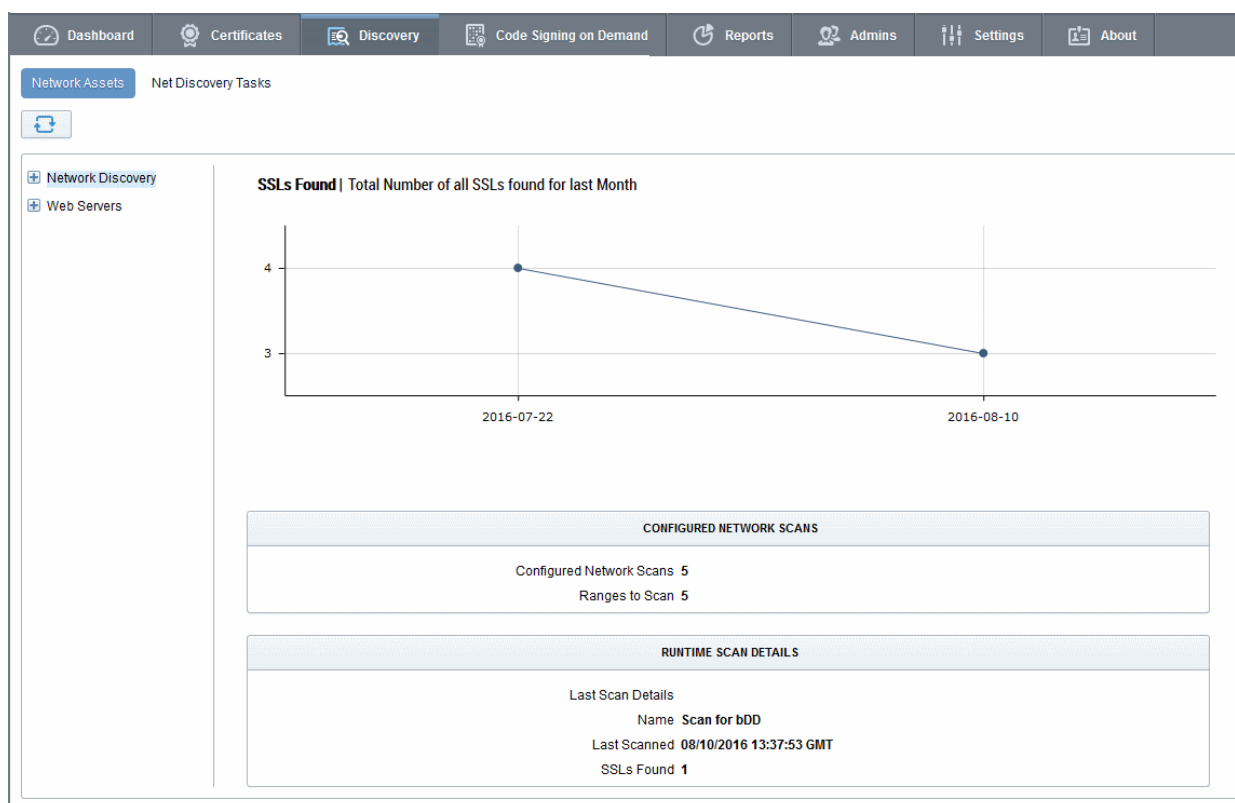 Dashboard Certificates Discovery Code Signing on Demand Reports Admins Settings About
Network Assets Net Discovery Tasks
Network Discovery
Web Servers
SSLs Found | Total Number of all SSLs found for last Month
4
3
2016-07-22 2016-08-10
CONFIGURED NETWORK SCANS
Configured Network Scans 5
Ranges to Scan 5
RUNTIME SCAN DETAILS
Last Scan Details
Name Scan for bDD
Last Scanned 08/10/2016 13:37:53 GMT
SSLs Found 1